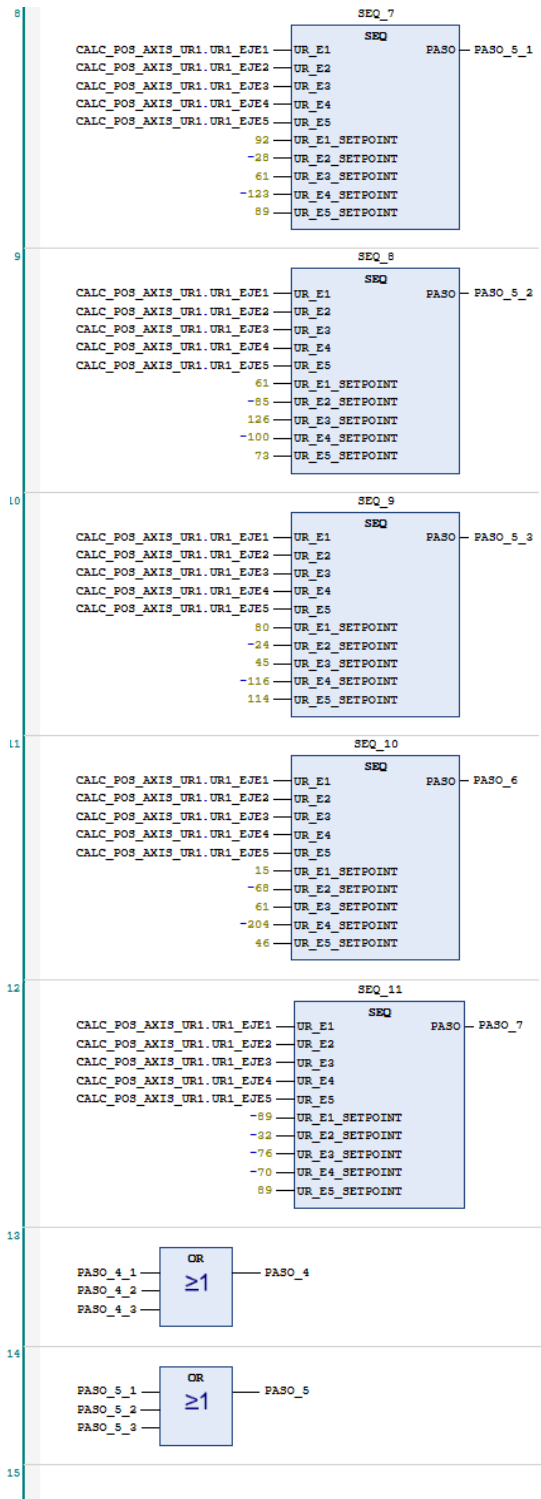 8
SEQ_7
SEQ
CALC_POS_AXIS_UR1.UR1_EJE1 UR_E1 PASO PASO_5_1
CALC_POS_AXIS_UR1.UR1_EJE2 UR_E2
CALC_POS_AXIS_UR1.UR1_EJE3 UR_E3
CALC_POS_AXIS_UR1.UR1_EJE4 UR_E4
CALC_POS_AXIS_UR1.UR1_EJE5 UR_E5
92 UR_E1_SETPOINT
-28 UR_E2_SETPOINT
61 UR_E3_SETPOINT
-123 UR_E4_SETPOINT
89 UR_E5_SETPOINT
9
SEQ_8
SEQ
CALC_POS_AXIS_UR1.UR1_EJE1 UR_E1 PASO PASO_5_2
CALC_POS_AXIS_UR1.UR1_EJE2 UR_E2
CALC_POS_AXIS_UR1.UR1_EJE3 UR_E3
CALC_POS_AXIS_UR1.UR1_EJE4 UR_E4
CALC_POS_AXIS_UR1.UR1_EJE5 UR_E5
61 UR_E1_SETPOINT
-85 UR_E2_SETPOINT
126 UR_E3_SETPOINT
-100 UR_E4_SETPOINT
73 UR_E5_SETPOINT
10
SEQ_9
SEQ
CALC_POS_AXIS_UR1.UR1_EJE1 UR_E1 PASO PASO_5_3
CALC_POS_AXIS_UR1.UR1_EJE2 UR_E2
CALC_POS_AXIS_UR1.UR1_EJE3 UR_E3
CALC_POS_AXIS_UR1.UR1_EJE4 UR_E4
CALC_POS_AXIS_UR1.UR1_EJE5 UR_E5
80 UR_E1_SETPOINT
-24 UR_E2_SETPOINT
45 UR_E3_SETPOINT
-116 UR_E4_SETPOINT
114 UR_E5_SETPOINT
11
SEQ_10
SEQ
CALC_POS_AXIS_UR1.UR1_EJE1 UR_E1 PASO PASO_6
CALC_POS_AXIS_UR1.UR1_EJE2 UR_E2
CALC_POS_AXIS_UR1.UR1_EJE3 UR_E3
CALC_POS_AXIS_UR1.UR1_EJE4 UR_E4
CALC_POS_AXIS_UR1.UR1_EJE5 UR_E5
15 UR_E1_SETPOINT
-68 UR_E2_SETPOINT
61 UR_E3_SETPOINT
-204 UR_E4_SETPOINT
46 UR_E5_SETPOINT
12
SEQ_11
SEQ
CALC_POS_AXIS_UR1.UR1_EJE1 UR_E1 PASO PASO_7
CALC_POS_AXIS_UR1.UR1_EJE2 UR_E2
CALC_POS_AXIS_UR1.UR1_EJE3 UR_E3
CALC_POS_AXIS_UR1.UR1_EJE4 UR_E4
CALC_POS_AXIS_UR1.UR1_EJE5 UR_E5
-89 UR_E1_SETPOINT
-32 UR_E2_SETPOINT
-76 UR_E3_SETPOINT
-70 UR_E4_SETPOINT
89 UR_E5_SETPOINT
13
OR
PASO_4_1 PASO_4
PASO_4_2 ≥1
PASO_4_3
14
OR
PASO_5_1 PASO_5
PASO_5_2 ≥1
PASO_5_3
15